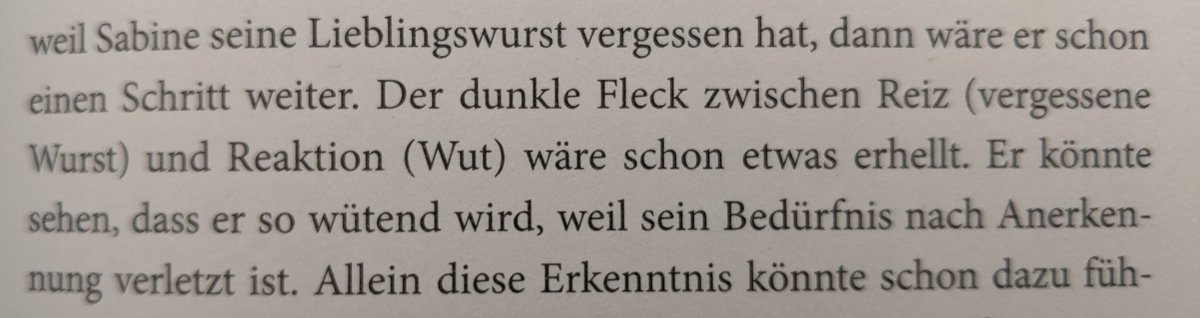 weil Sabine seine Lieblingswurst vergessen hat, dann wäre er schon
einen Schritt weiter. Der dunkle Fleck zwischen Reiz (vergessene
Wurst) und Reaktion (Wut) wäre schon etwas erhellt. Er könnte
sehen, dass er so wütend wird, weil sein Bedürfnis nach Anerken-
nung verletzt ist. Allein diese Erkenntnis könnte schon dazu füh-